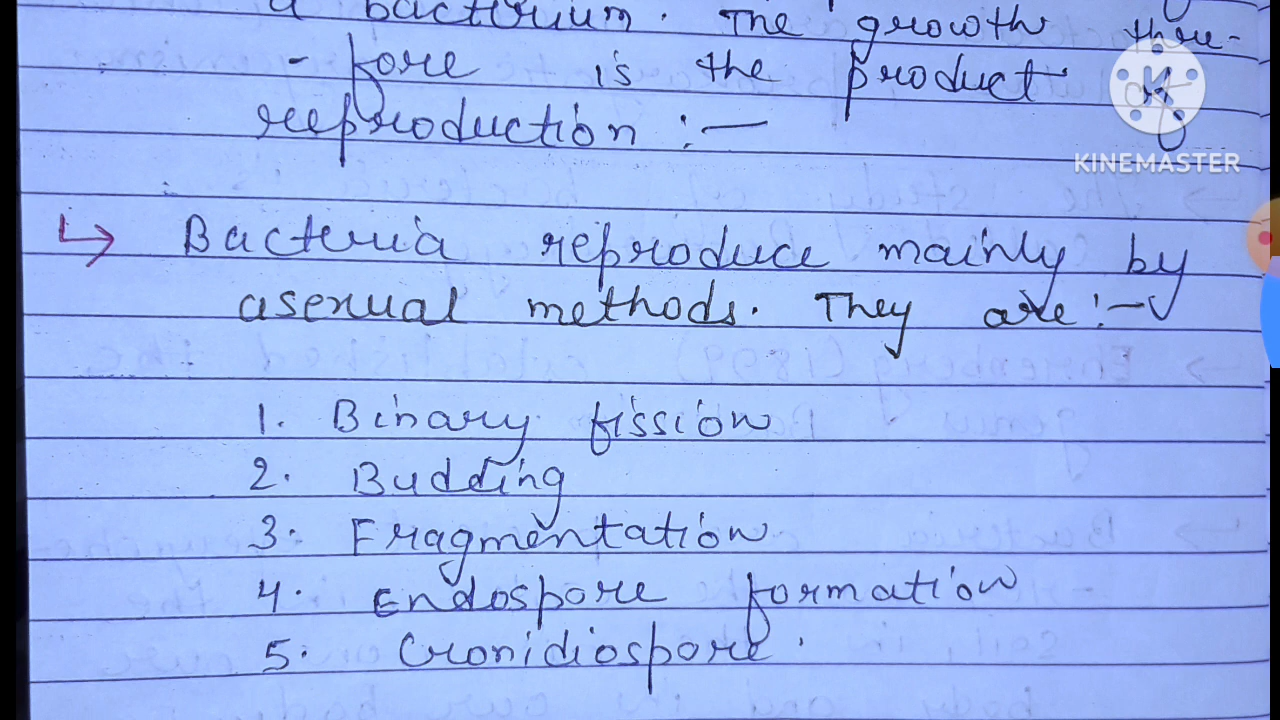 a bacterium. The growth there-
- fore is the product of
reproduction :-
KINEMASTER
↳ Bacteria reproduce mainly by
asexual methods. They are :-
1. Binary fission
2. Budding
3. Fragmentation
4. Endospore formation
5. Cronidiospore.